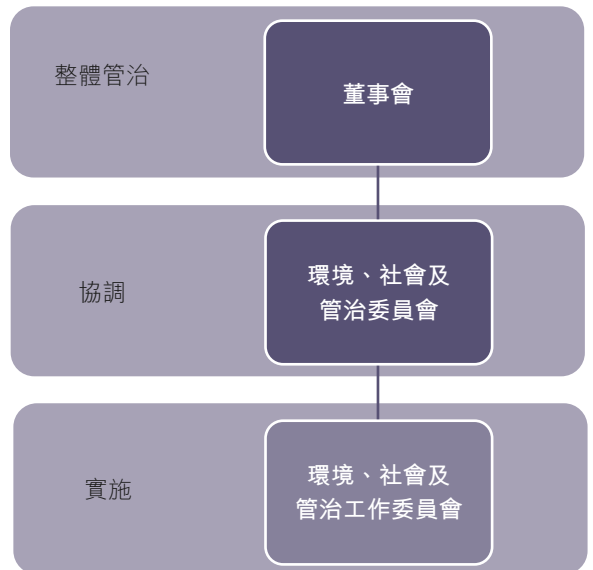 整體管治
董事會
協調
環境、社會及
管治委員會
實施
環境、社會及
管治工作委員會